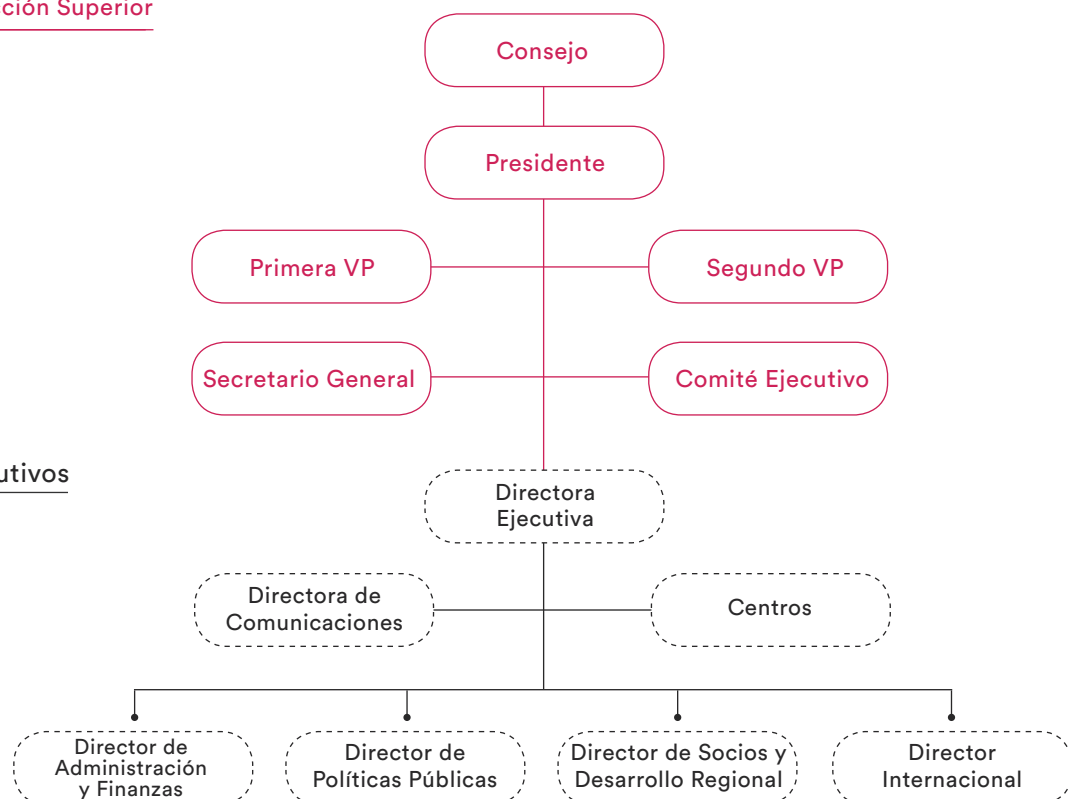 cción Superior
Consejo
Presidente
Primera VP
Segundo VP
Secretario General
Comité Ejecutivo
utivos
Directora
Ejecutiva
Directora de
Comunicaciones
Centros
Director de
Administración
y Finanzas
Director de
Políticas Públicas
Director de Socios y
Desarrollo Regional
Director
Internacional